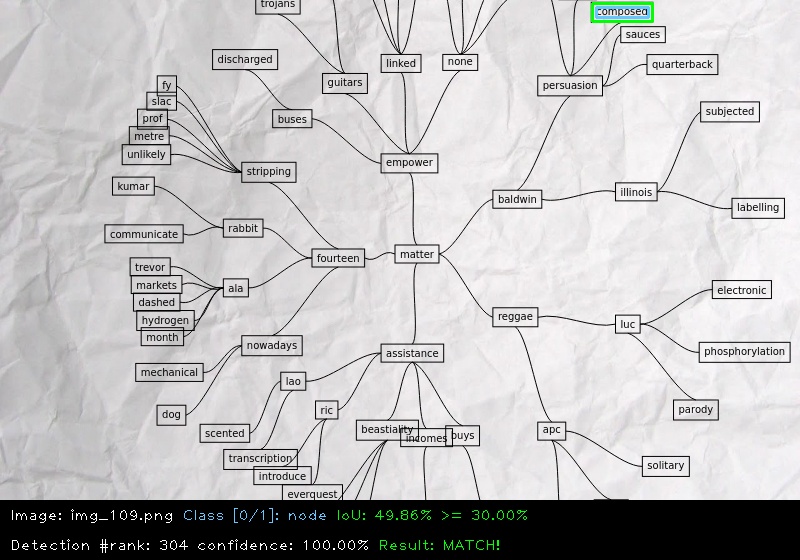 composed
trojans
sauces
linked
none
discharged
quarterback
guitars
persuasion
fy
slac
subjected
prof
buses
metre
unlikely
empower
stripping
kumar
illinois
baldwin
labelling
rabbit
communicate
matter
fourteen
trevor
markets
ala
electronic
dashed
hydrogen
reggae
luc
month
nowadays
assistance
phosphorylation
mechanical
lao
ric
parody
dog
scented
beastiality
incomes
buys
apc
transcription
solitary
introduce
everquest
Image: img_109.png Class [0/1]: node IoU: 49.86% >= 30.00%
Detection #rank: 304 confidence: 100.00% Result: MATCH!